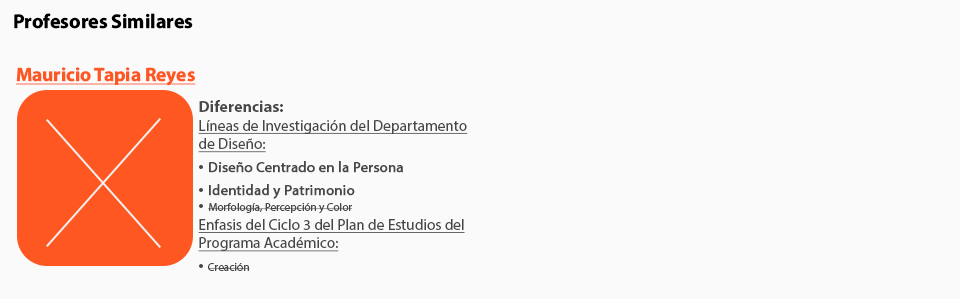 Profesores Similares
Mauricio Tapia Reyes
Diferencias:
Líneas de Investigación del Departamento
de Diseño:
• Diseño Centrado en la Persona
• Identidad y Patrimonio
• Morfología, Percepción y Color
Enfasis del Ciclo 3 del Plan de Estudios del
Programa Académico:
• Creación